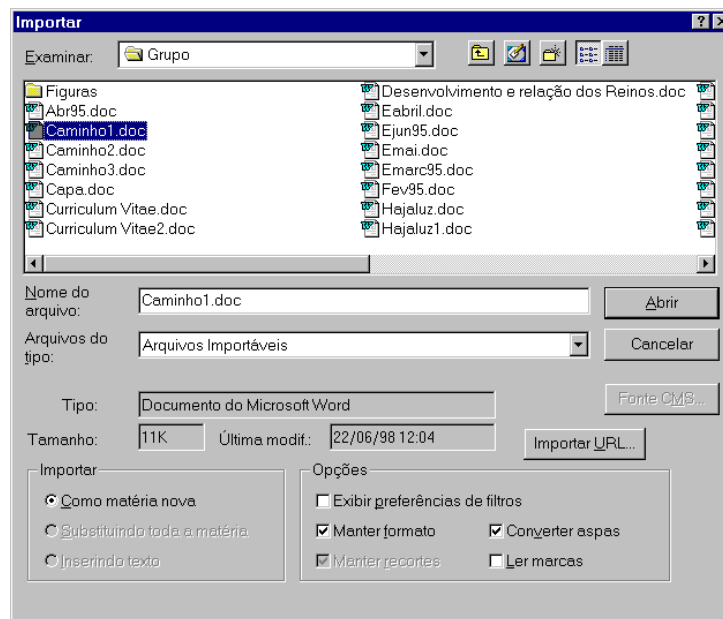 Importar
Examinar: Grupo
Figuras
Abr95.doc
Caminho1.doc
Caminho2.doc
Caminho3.doc
Capa.doc
Curriculum Vitae.doc
Curriculum Vitae2.doc
Desenvolvimento e relação dos Reinos.doc
Eabril.doc
Ejun95.doc
Emai.doc
Emarc95.doc
Fev95.doc
Hajaluz.doc
Hajaluz1.doc
Nome do
arquivo:
Caminho1.doc
Abrir
Arquivos do
tipo:
Arquivos Importáveis
Cancelar
Fonte CMS...
Tipo: Documento do Microsoft Word
Tamanho: 11K Última modif.: 22/06/98 12:04
Importar URL...
Importar
Como matéria nova
Substituindo toda a matéria
Inserindo texto
Opções
Exibir preferências de filtros
Manter formato Converter aspas
Manter recortes Ler marcas